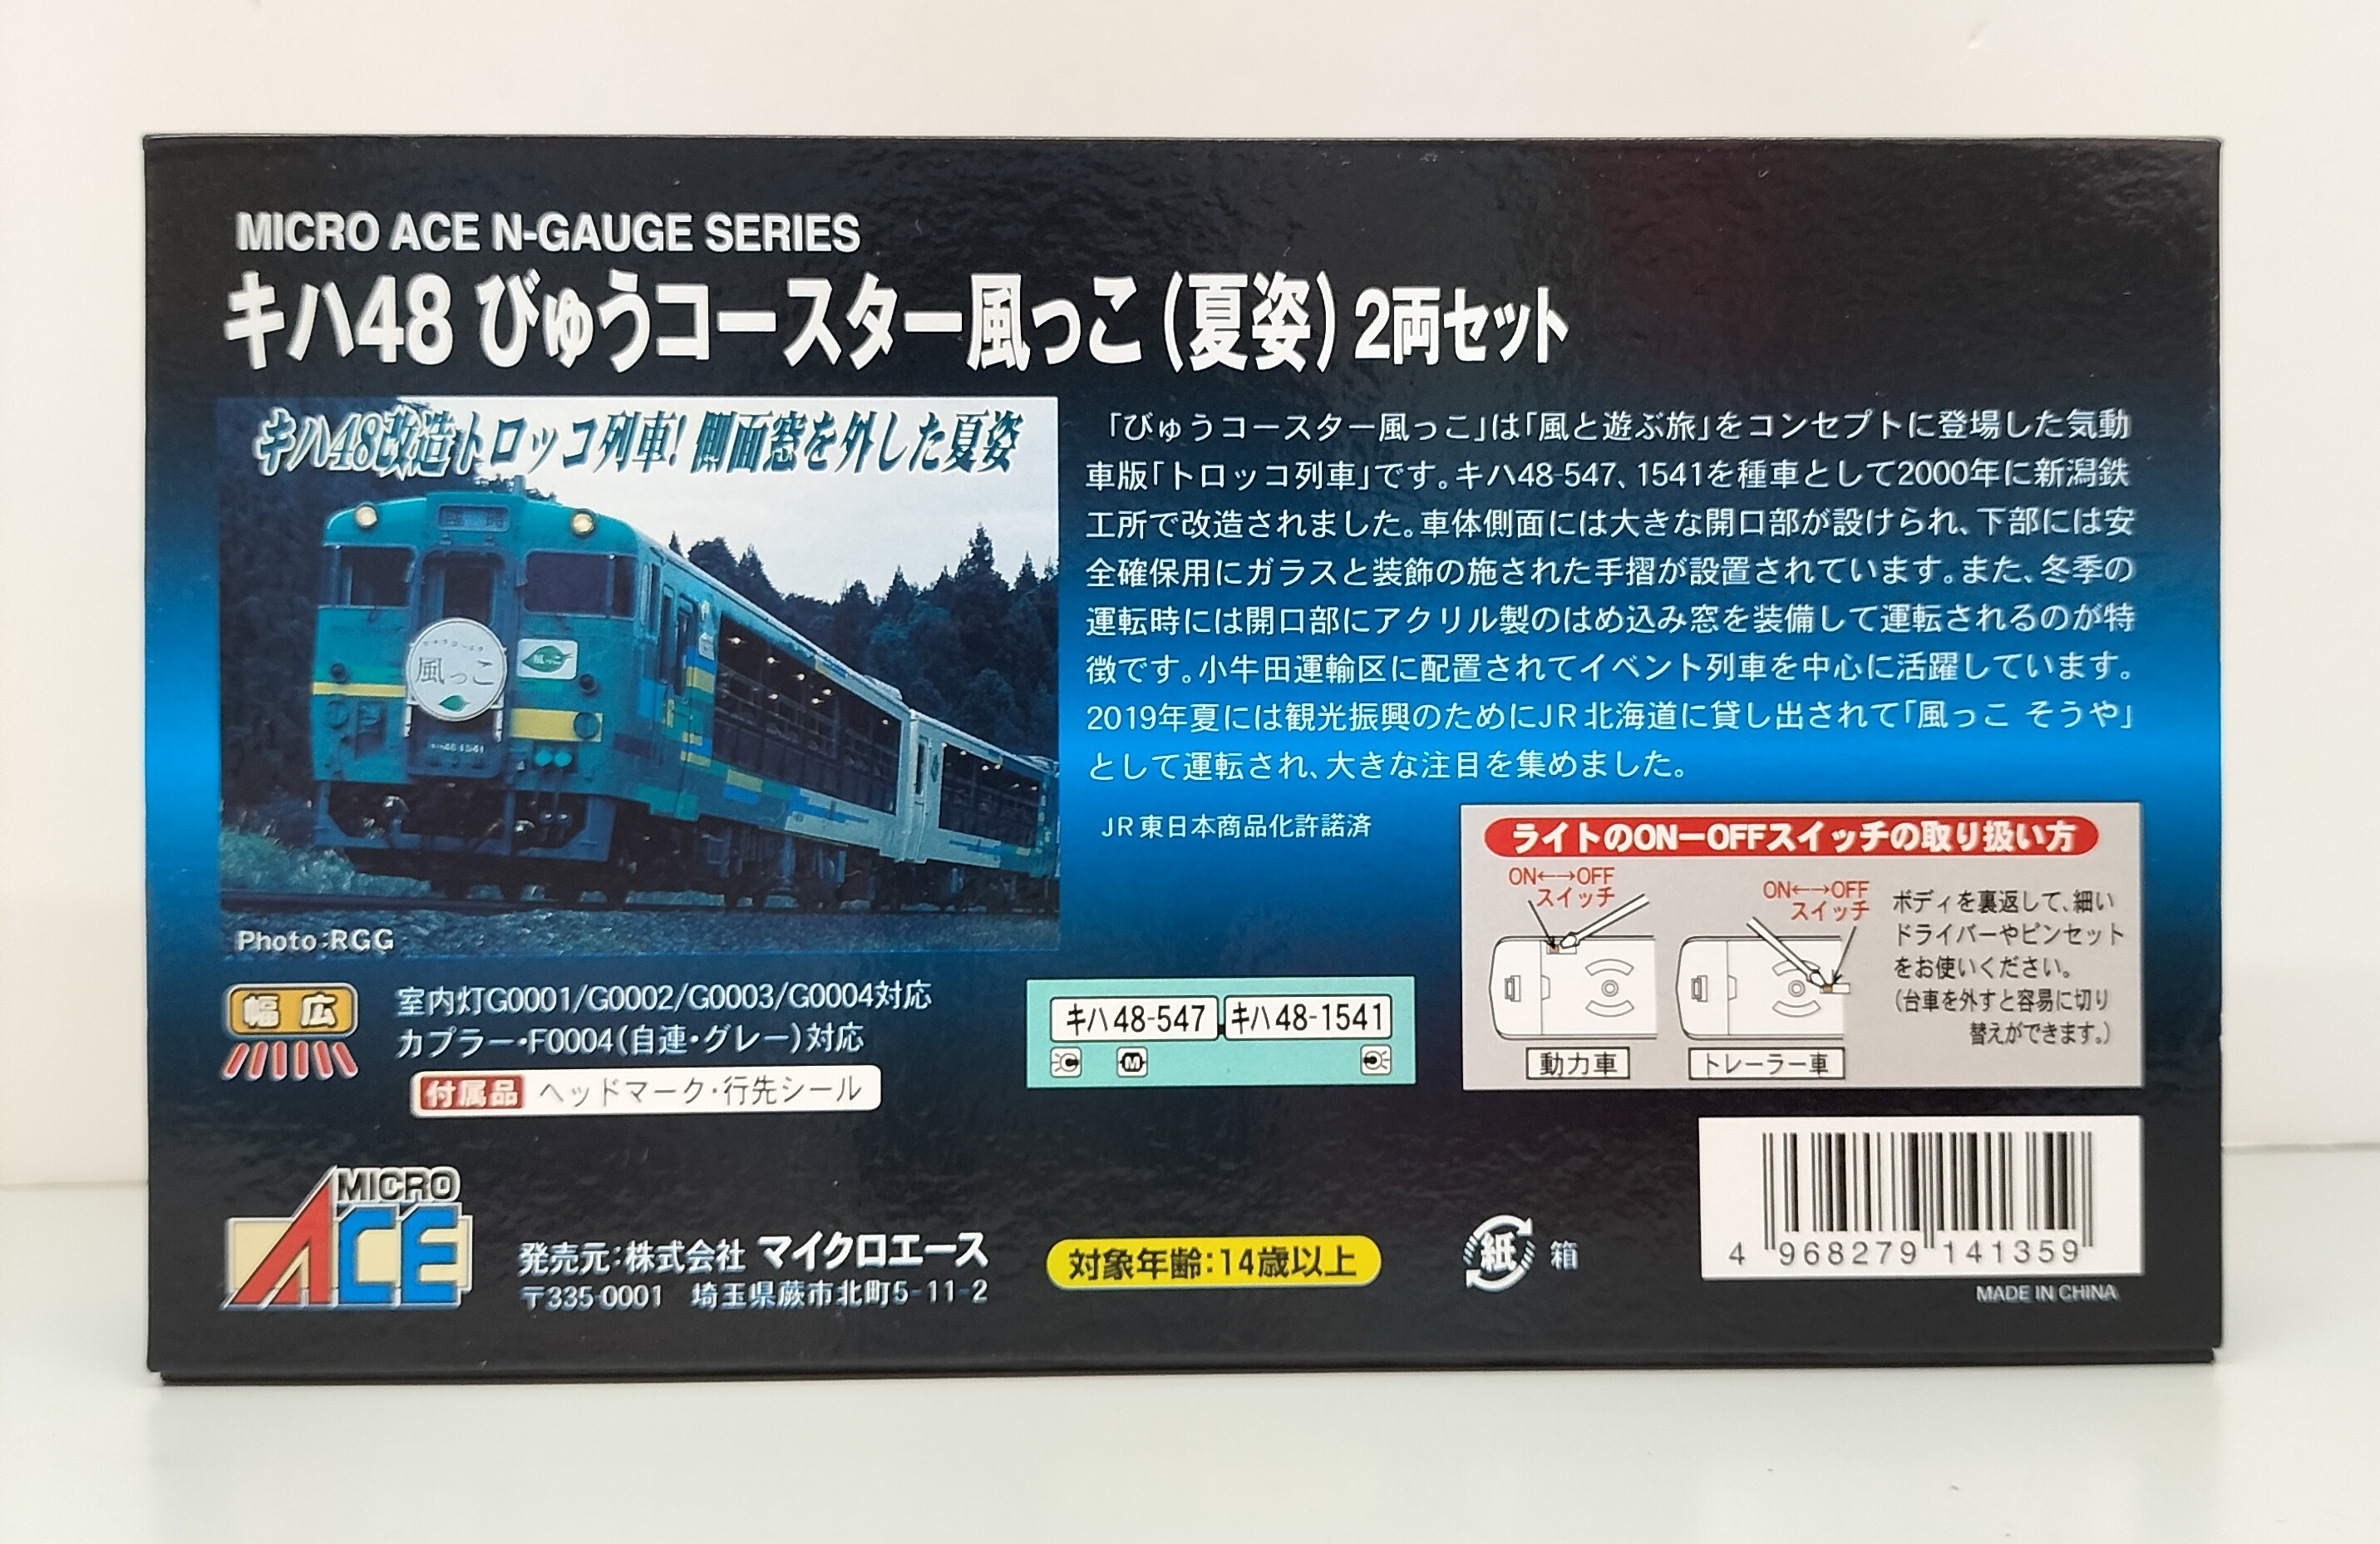 MICRO ACE N-GAUGE SERIES
キハ48 びゅうコースター風っこ(夏姿) 2両セット
キハ48改造トロッコ列車! 側面窓を外した夏姿
臨時
びゅうコースター
風っこ
風っこ
キハ48 1541
Photo:RGG
「びゅうコースター風っこ」は「風と遊ぶ旅」をコンセプトに登場した気動
車版「トロッコ列車」です。キハ48-547、1541を種車として2000年に新潟鉄
工所で改造されました。車体側面には大きな開口部が設けられ、下部には安
全確保用にガラスと装飾の施された手摺が設置されています。また、冬季の
運転時には開口部にアクリル製のはめ込み窓を装備して運転されるのが特
徴です。小牛田運輸区に配置されてイベント列車を中心に活躍しています。
2019年夏には観光振興のためにJR北海道に貸し出されて「風っこ そうや」
として運転され、大きな注目を集めました。
JR東日本商品化許諾済
ライトのON－OFFスイッチの取り扱い方
ON←→OFF
スイッチ
ON←→OFF
スイッチ
動力車
トレーラー車
ボディを裏返して、細い
ドライバーやピンセット
をお使いください。
(台車を外すと容易に切り
替えができます。)
幅広
室内灯G0001/G0002/G0003/G0004対応
カプラー・F0004(自連・グレー)対応
付属品 ヘッドマーク・行先シール
キハ48-547 キハ48-1541
M
MICRO
ACE
発売元:株式会社 マイクロエース
〒335-0001 埼玉県蕨市北町5-11-2
対象年齢:14歳以上
紙 箱
4 968279 141359
MADE IN CHINA